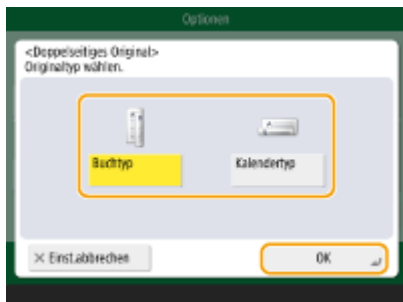 Optionen
<Doppelseitiges Original>
Originaltyp wählen.
Buchtyp
Kalendertyp
× Einst.abbrechen
OK